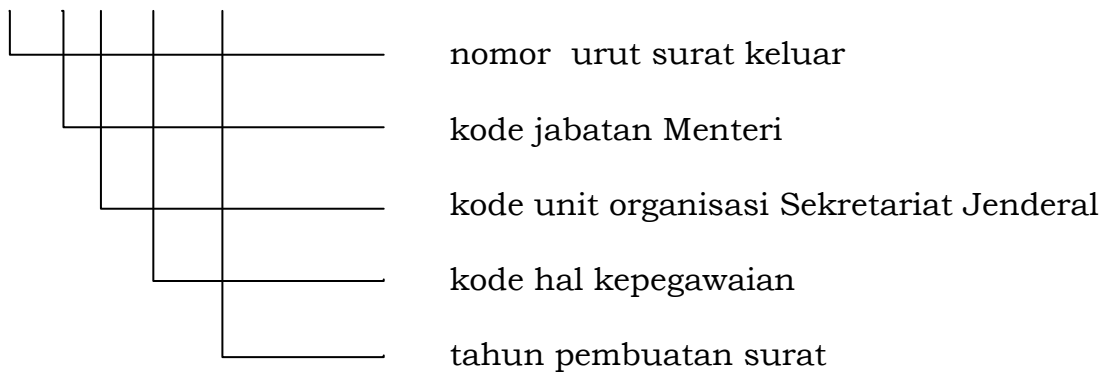 nomor urut surat keluar
kode jabatan Menteri
kode unit organisasi Sekretariat Jenderal
kode hal kepegawaian
tahun pembuatan surat